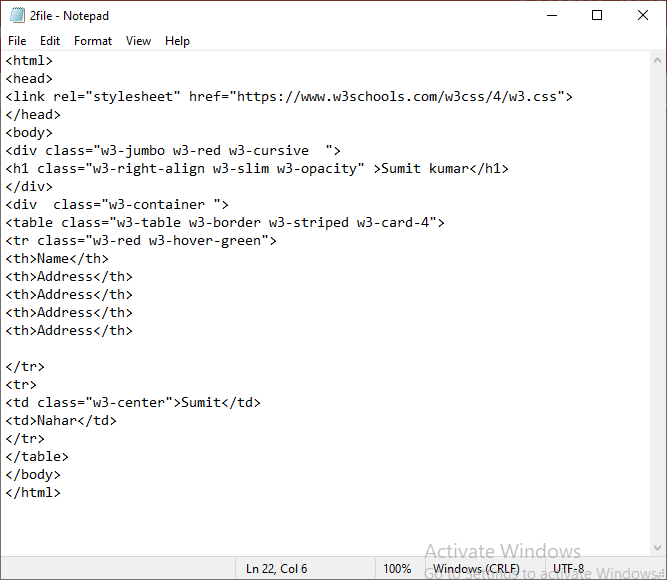 2file - Notepad
File Edit Format View Help
<html>
<head>
<link rel="stylesheet" href="https://www.w3schools.com/w3css/4/w3.css">
</head>
<body>
<div class="w3-jumbo w3-red w3-cursive  ">
<h1 class="w3-right-align w3-slim w3-opacity" >Sumit kumar</h1>
</div>
<div  class="w3-container ">
<table class="w3-table w3-border w3-striped w3-card-4">
<tr class="w3-red w3-hover-green">
<th>Name</th>
<th>Address</th>
<th>Address</th>
<th>Address</th>
<th>Address</th>

</tr>
<tr>
<td class="w3-center">Sumit</td>
<td>Nahar</td>
</tr>
</table>
</body>
</html>
Activate Windows
Go to Settings to activate Windows.
Ln 22, Col 6 100% Windows (CRLF) UTF-8